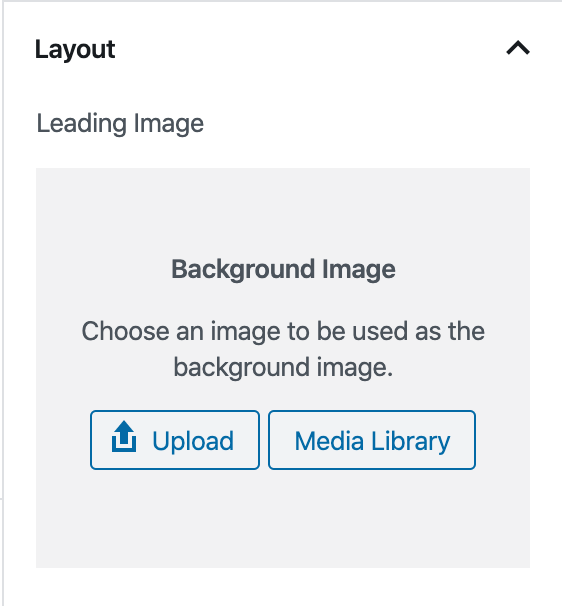 Layout
Leading Image
Background Image
Choose an image to be used as the
background image.
Upload
Media Library